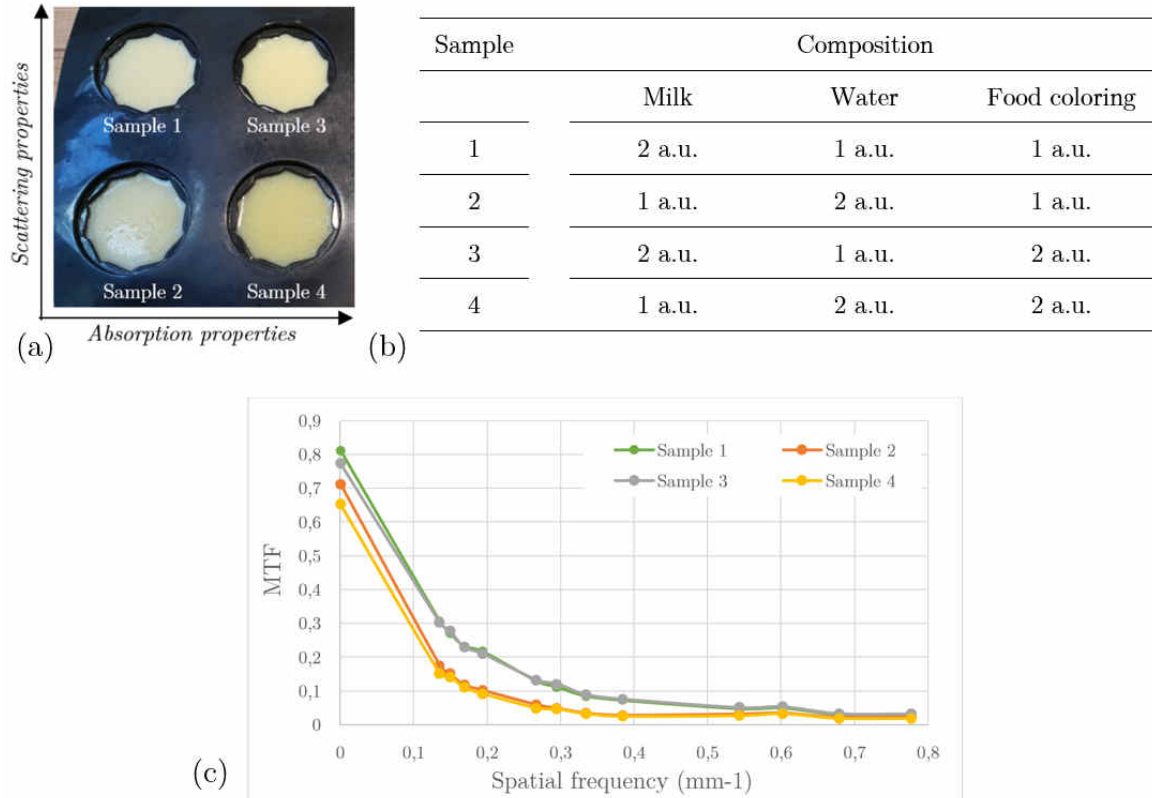 Scattering properties
Sample 1
Sample 3
Sample 2
Sample 4
Absorption properties
(a)
Sample Composition
Milk Water Food coloring
1 2 a.u. 1 a.u. 1 a.u.
2 1 a.u. 2 a.u. 1 a.u.
3 2 a.u. 1 a.u. 2 a.u.
4 1 a.u. 2 a.u. 2 a.u.
(b)
MTF
0,9
0,8
0,7
0,6
0,5
0,4
0,3
0,2
0,1
0
Sample 1 Sample 2
Sample 3 Sample 4
0 0,1 0,2 0,3 0,4 0,5 0,6 0,7 0,8
Spatial frequency (mm-1)
(c)